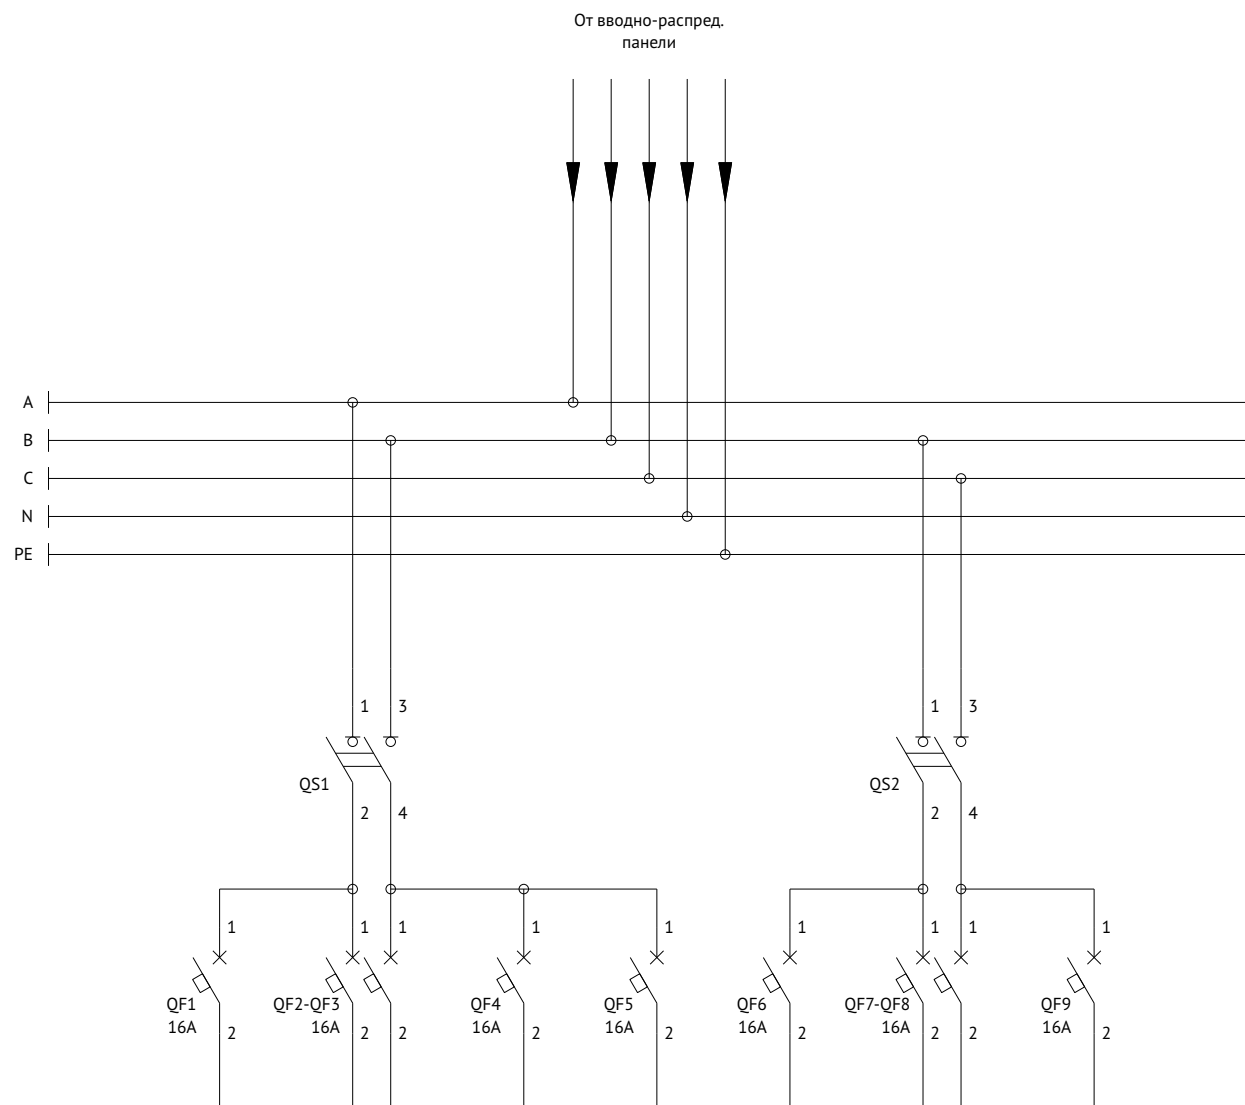 От вводно-распред.
панели
A
B
C
N
PE
1 3 1 3
QS1 QS2
2 4 2 4
1 1 1 1 1 1 1 1 1
QF1 QF2-QF3 QF4 QF5 QF6 QF7-QF8 QF9
16A 16A 16A 16A 16A 16A 16A
2 2 2 2 2 2 2 2 2